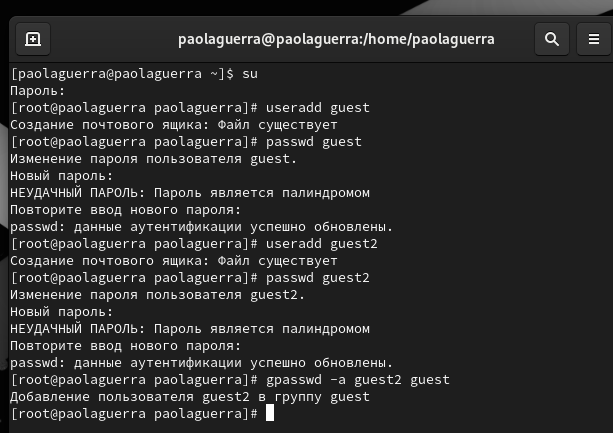 paolaguerra@paolaguerra:/home/paolaguerra
[paolaguerra@paolaguerra ~]$ su
Пароль:
[root@paolaguerra paolaguerra]# useradd guest
Создание почтового ящика: Файл существует
[root@paolaguerra paolaguerra]# passwd guest
Изменение пароля пользователя guest.
Новый пароль:
НЕУДАЧНЫЙ ПАРОЛЬ: Пароль является палиндромом
Повторите ввод нового пароля:
passwd: данные аутентификации успешно обновлены.
[root@paolaguerra paolaguerra]# useradd guest2
Создание почтового ящика: Файл существует
[root@paolaguerra paolaguerra]# passwd guest2
Изменение пароля пользователя guest2.
Новый пароль:
НЕУДАЧНЫЙ ПАРОЛЬ: Пароль является палиндромом
Повторите ввод нового пароля:
passwd: данные аутентификации успешно обновлены.
[root@paolaguerra paolaguerra]# gpasswd -a guest2 guest
Добавление пользователя guest2 в группу guest
[root@paolaguerra paolaguerra]#